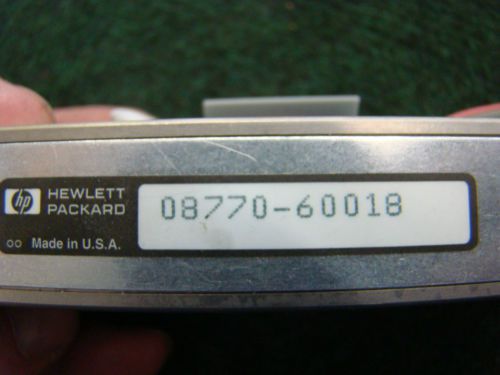 hp HEWLETT
PACKARD
08770-60018
Made in U.S.A.